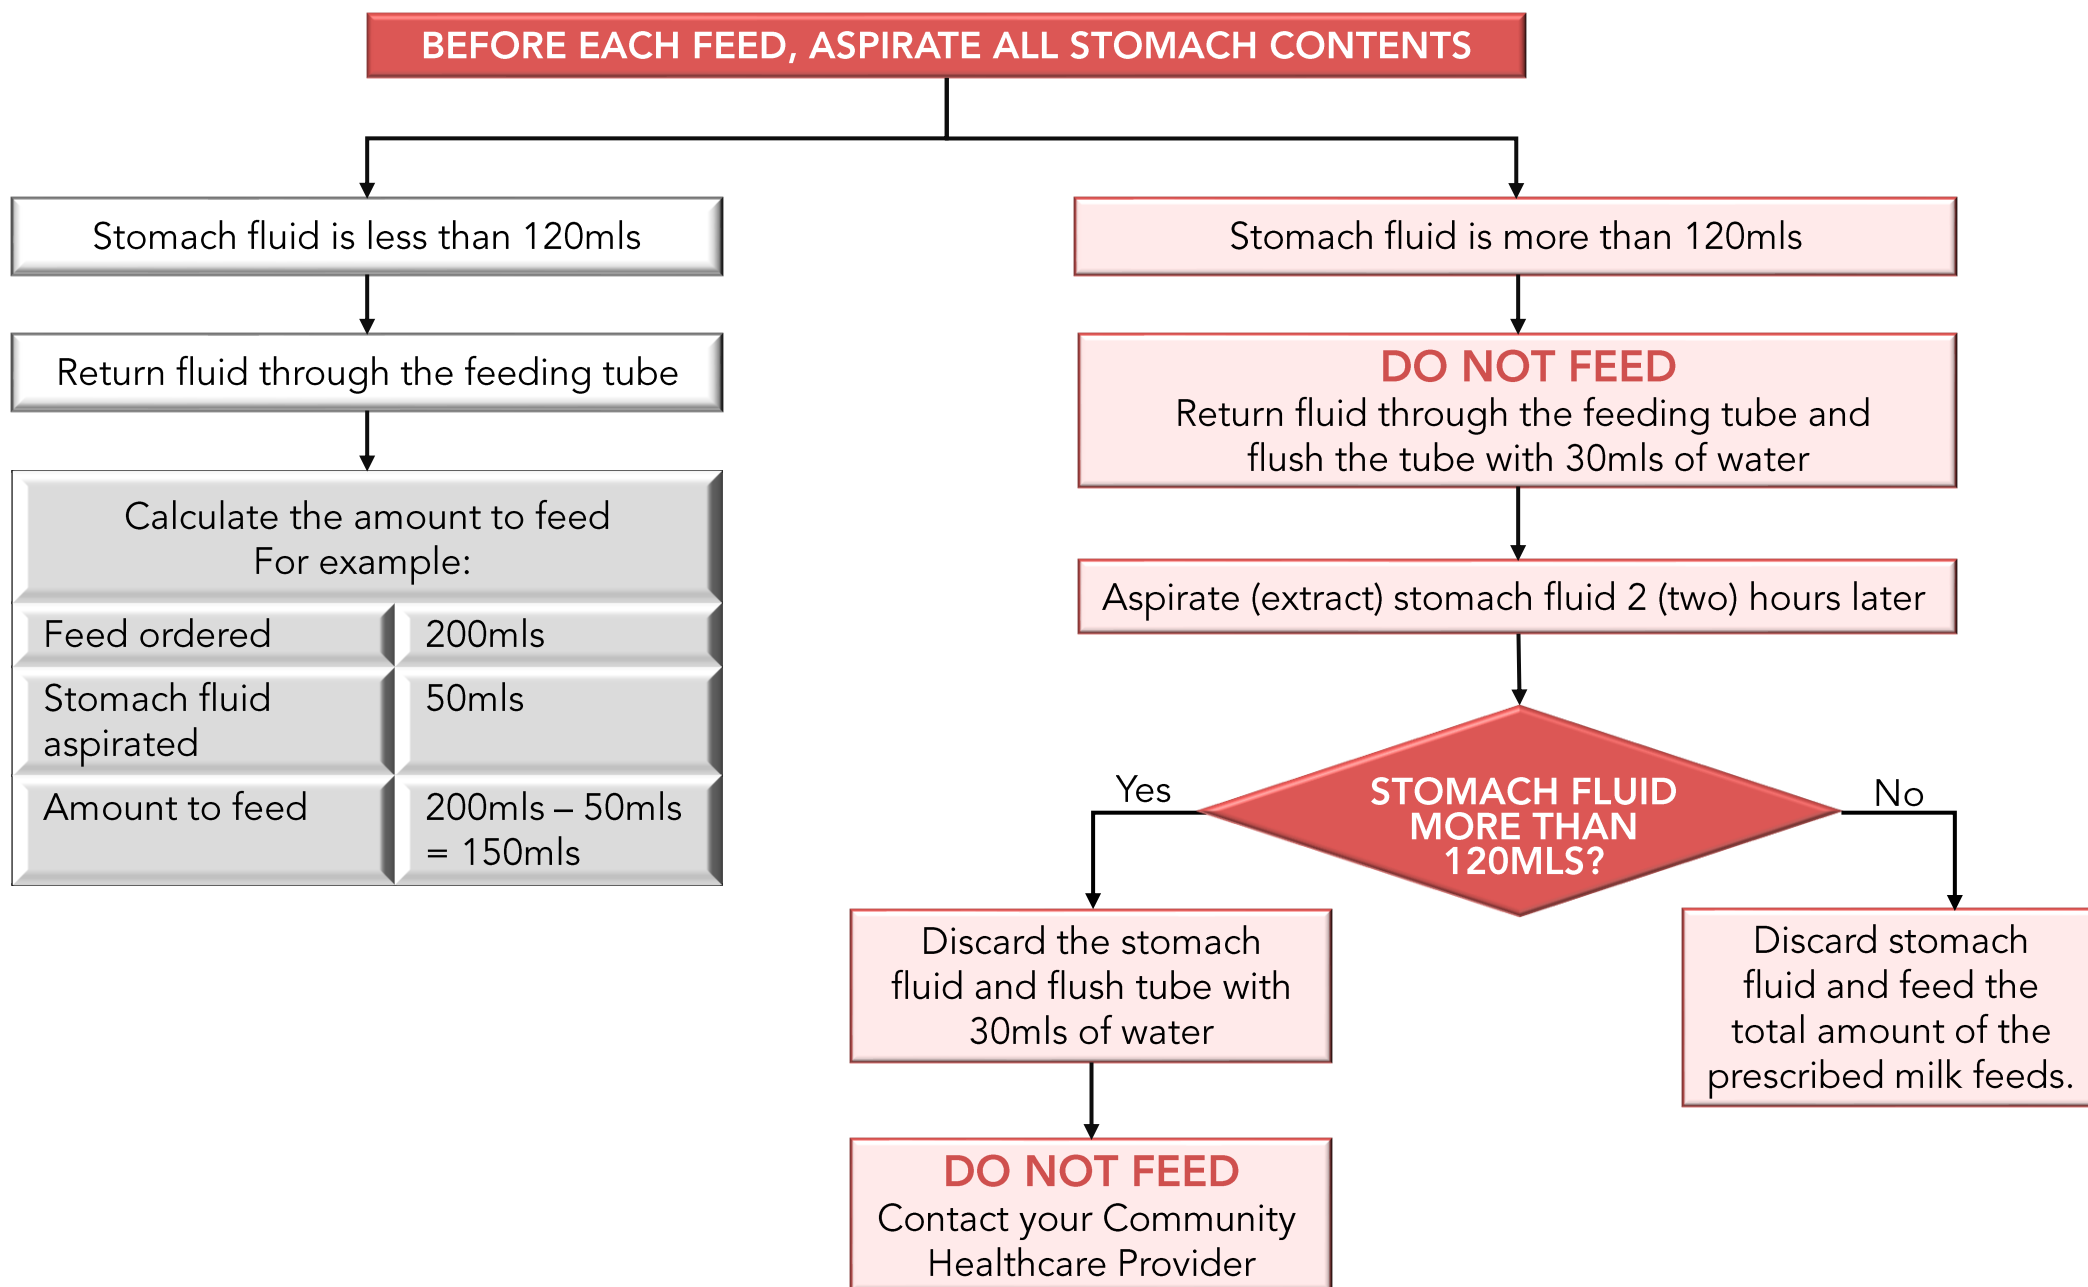 BEFORE EACH FEED, ASPIRATE ALL STOMACH CONTENTS
Stomach fluid is less than 120mls
Return fluid through the feeding tube
Calculate the amount to feed
For example:
Feed ordered
200mls
Stomach fluid
aspirated
50mls
Amount to feed
200mls – 50mls
= 150mls
Stomach fluid is more than 120mls
DO NOT FEED
Return fluid through the feeding tube and
flush the tube with 30mls of water
Aspirate (extract) stomach fluid 2 (two) hours later
STOMACH FLUID
MORE THAN
120MLS?
Yes
Discard the stomach
fluid and flush tube with
30mls of water
DO NOT FEED
Contact your Community
Healthcare Provider
No
Discard stomach
fluid and feed the
total amount of the
prescribed milk feeds.